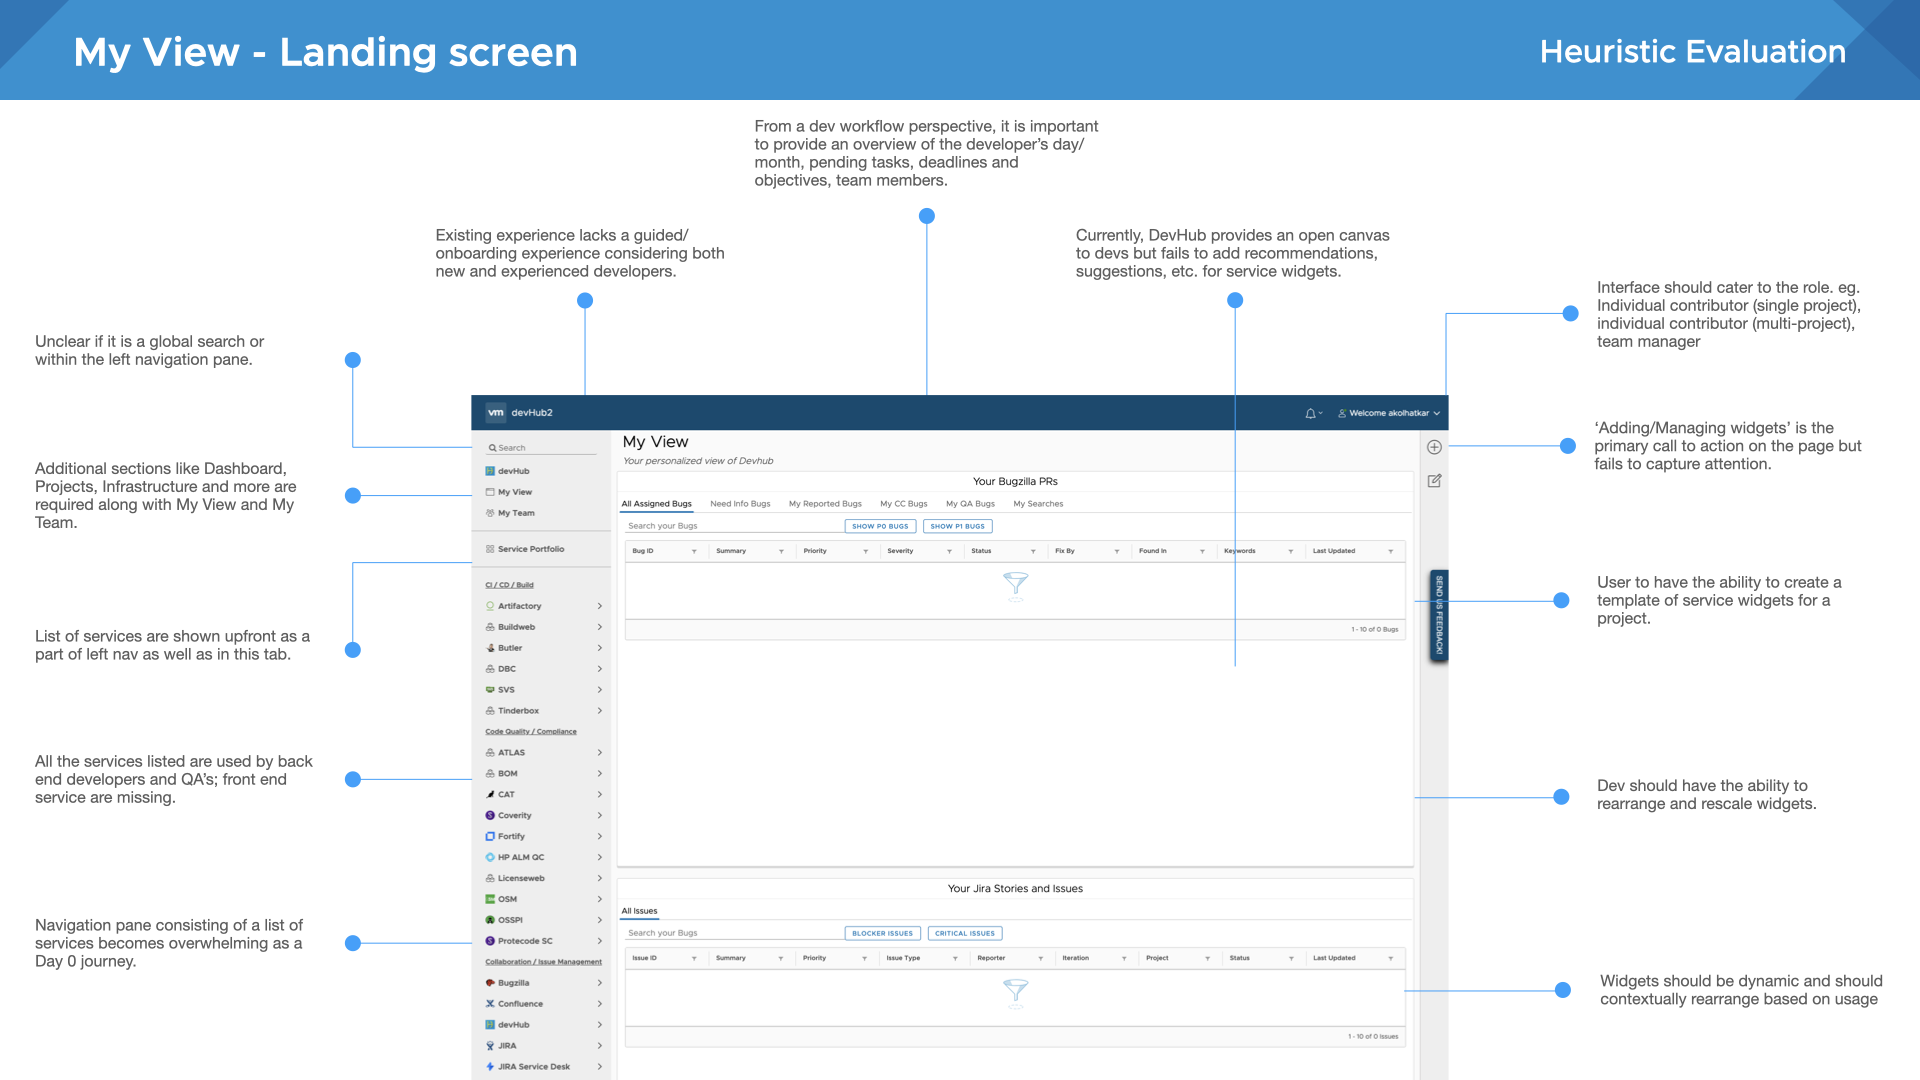 My View - Landing screen
Heuristic Evaluation
From a dev workflow perspective, it is important
to provide an overview of the developer’s day/
month, pending tasks, deadlines and
objectives, team members.
Existing experience lacks a guided/
onboarding experience considering both
new and experienced developers.
Currently, DevHub provides an open canvas
to devs but fails to add recommendations,
suggestions, etc. for service widgets.
Interface should cater to the role. eg.
Individual contributor (single project),
individual contributor (multi-project),
team manager
Unclear if it is a global search or
within the left navigation pane.
‘Adding/Managing widgets’ is the
primary call to action on the page but
fails to capture attention.
Additional sections like Dashboard,
Projects, Infrastructure and more are
required along with My View and My
Team.
User to have the ability to create a
template of service widgets for a
project.
List of services are shown upfront as a
part of left nav as well as in this tab.
All the services listed are used by back
end developers and QA’s; front end
service are missing.
Dev should have the ability to
rearrange and rescale widgets.
Navigation pane consisting of a list of
services becomes overwhelming as a
Day 0 journey.
Widgets should be dynamic and should
contextually rearrange based on usage
vm devHub2
Welcome akolhatkar
Search
devHub
My View
My Team
Service Portfolio
CI / CD / Build
Artifactory
Buildweb
Butler
DBC
SVS
Tinderbox
Code Quality / Compliance
ATLAS
BOM
CAT
Coverity
Fortify
HP ALM QC
Licenseweb
OSM
OSSPI
Protecode SC
Collaboration / Issue Management
Bugzilla
Confluence
devHub
JIRA
JIRA Service Desk
My View
Your personalized view of Devhub
Your Bugzilla PRs
All Assigned Bugs Need Info Bugs My Reported Bugs My CC Bugs My QA Bugs My Searches
Search your Bugs SHOW P0 BUGS SHOW P1 BUGS
Bug ID Summary Priority Severity Status Fix By Found In Keywords Last Updated
1 - 10 of 0 Bugs
SEND US FEEDBACK!
Your Jira Stories and Issues
All Issues
Search your Bugs BLOCKER ISSUES CRITICAL ISSUES
Issue ID Summary Priority Issue Type Reporter Iteration Project Status Last Updated
1 - 10 of 0 Issues